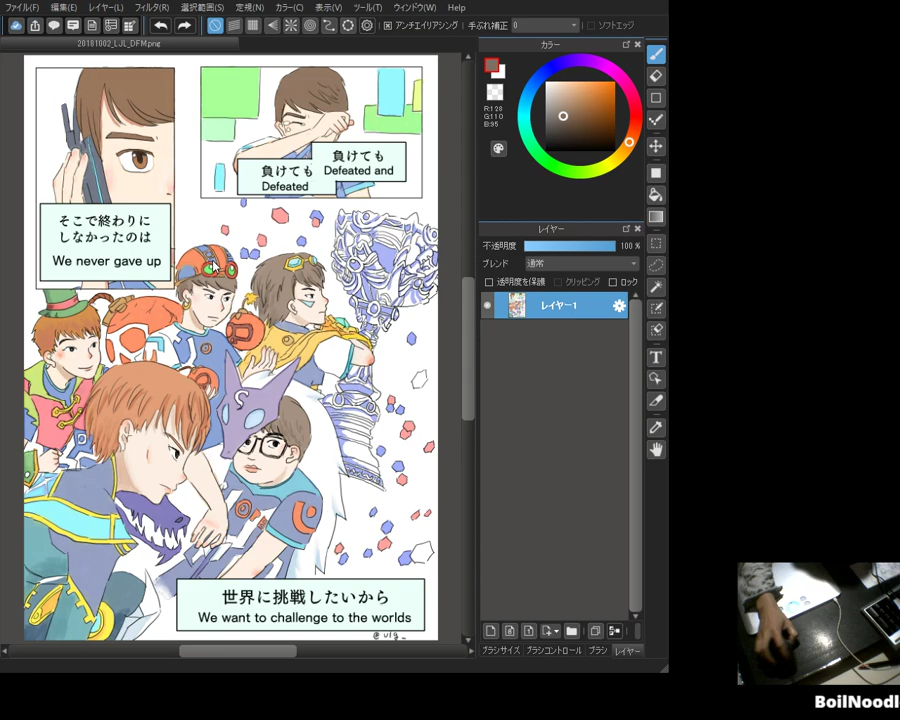 ファイル(F) 編集(E) レイヤー(L) フィルタ(R) 選択範囲(S) 定規(N) カラー(C) 表示(V) ツール(T) ウィンドウ(W) Help
アンチエイリアシング 手ぶれ補正 0 ソフトエッジ
20181002_LJL_DFM.png
カラー
R:128
G:110
B:95
負けても
Defeated
負けても
Defeated and
そこで終わりに
しなかったのは
We never gave up
OPEN
世界に挑戦したいから
We want to challenge to the worlds
@vig_
レイヤー
不透明度 100 %
ブレンド 通常
透明度を保護 クリッピング ロック
レイヤー1
ブラシサイズ ブラシコントロール ブラシ レイヤー
BoilNoodl